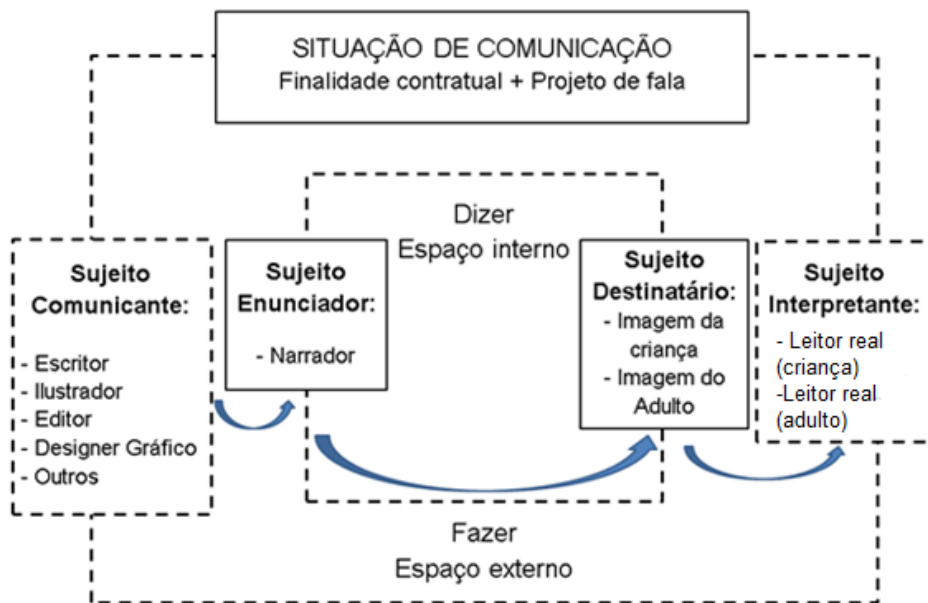 SITUAÇÃO DE COMUNICAÇÃO
Finalidade contratual + Projeto de fala
Dizer
Espaço interno
Sujeito
Comunicante:
- Escritor
- Ilustrador
- Editor
- Designer Gráfico
- Outros
Sujeito
Enunciador:
- Narrador
Sujeito
Destinatário:
- Imagem da
criança
- Imagem do
Adulto
Sujeito
Interpretante:
- Leitor real
(criança)
-Leitor real
(adulto)
Fazer
Espaço externo